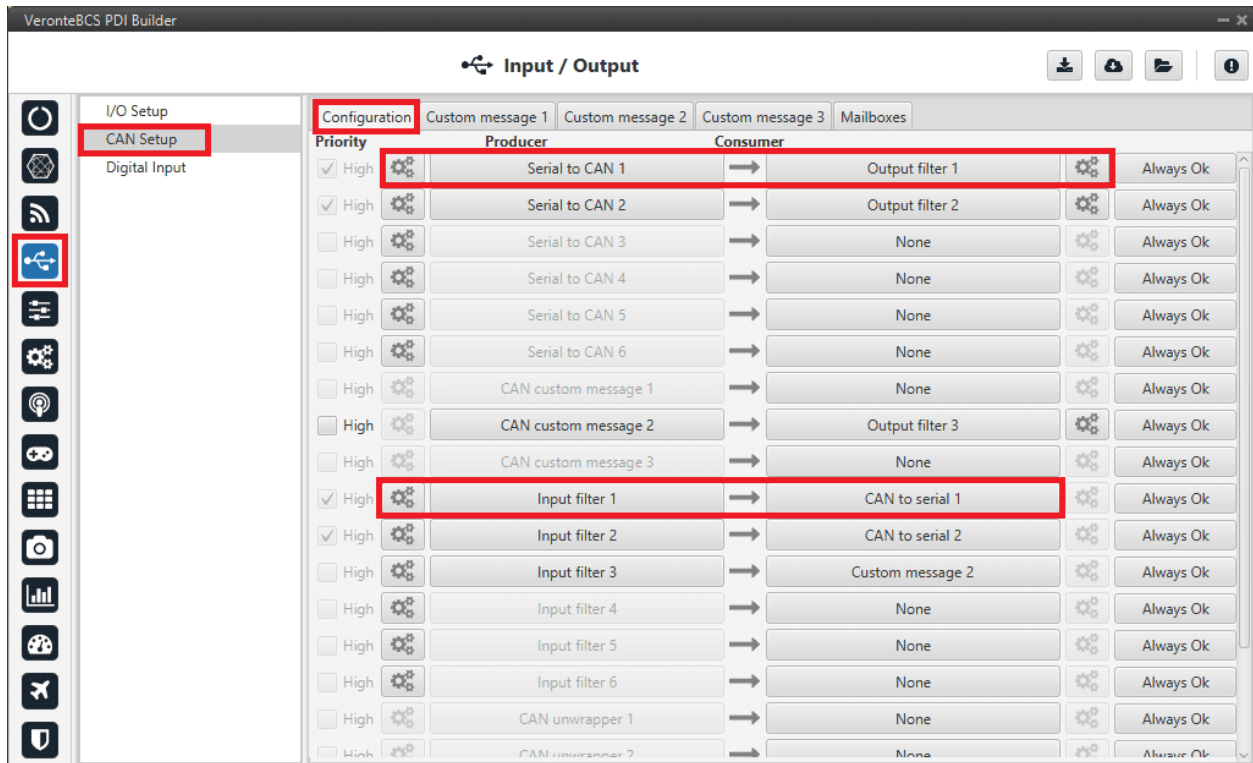 VeronteBCS PDI Builder
Input / Output
I/O Setup
CAN Setup
Digital Input
Configuration Custom message 1 Custom message 2 Custom message 3 Mailboxes
Priority Producer Consumer
High Serial to CAN 1 Output filter 1 Always Ok
High Serial to CAN 2 Output filter 2 Always Ok
High Serial to CAN 3 None Always Ok
High Serial to CAN 4 None Always Ok
High Serial to CAN 5 None Always Ok
High Serial to CAN 6 None Always Ok
High CAN custom message 1 None Always Ok
High CAN custom message 2 Output filter 3 Always Ok
High CAN custom message 3 None Always Ok
High Input filter 1 CAN to serial 1 Always Ok
High Input filter 2 CAN to serial 2 Always Ok
High Input filter 3 Custom message 2 Always Ok
High Input filter 4 None Always Ok
High Input filter 5 None Always Ok
High Input filter 6 None Always Ok
High CAN unwrapper 1 None Always Ok
High CAN unwrapper 2 None Always Ok